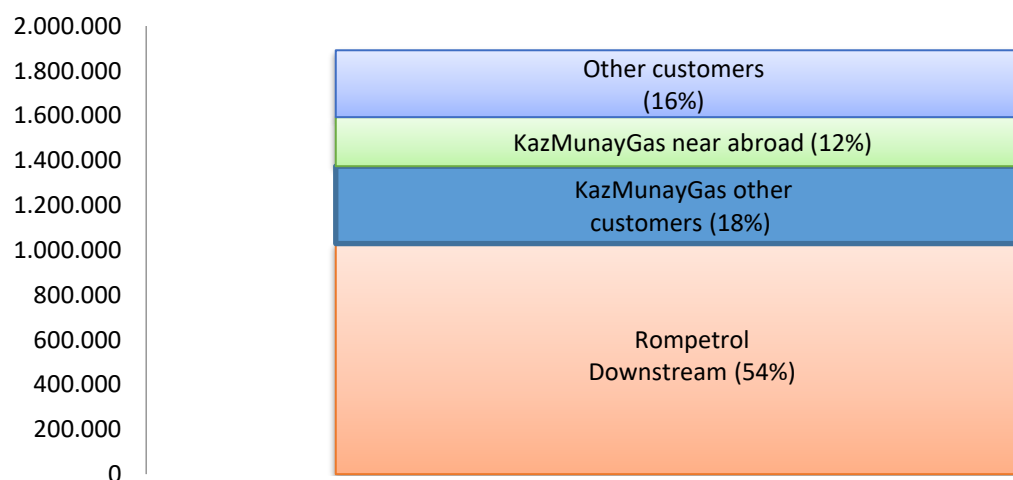 2.000.000
1.800.000
1.600.000
1.400.000
1.200.000
1.000.000
800.000
600.000
400.000
200.000
0
Other customers
(16%)
KazMunayGas near abroad (12%)
KazMunayGas other
customers (18%)
Rompetrol
Downstream (54%)